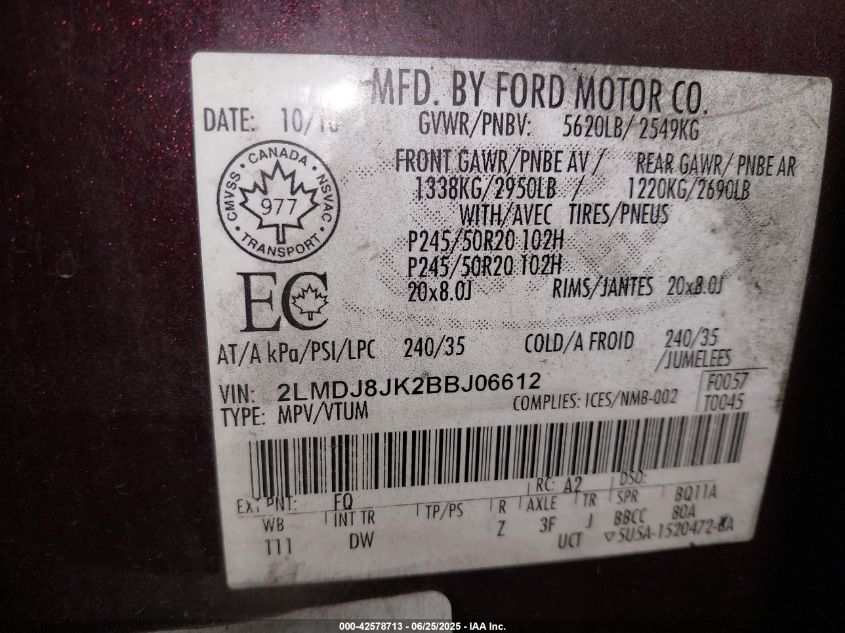 MFD. BY FORD MOTOR CO.
DATE: 10/10 GVWR/PNBV: 5620LB/2549KG
FRONT GAWR/PNBE AV / REAR GAWR/PNBE AR
1338KG/2950LB / 1220KG/2690LB
WITH/AVEC TIRES/PNEUS
CANADA
CMVSS NSVAC
977
TRANSPORT
P245/50R20 102H
P245/50R20 102H
20x8.0J RIMS/JANTES 20x8.0J
EC
AT/A kPa/PSI/LPC 240/35 COLD/A FROID 240/35
/JUMELEES
VIN: 2LMDJ8JK2BBJ06612 F0057
TYPE: MPV/VTUM COMPLIES: ICES/NMB-002 T0045
RC: A2 DSO:
EXT PNT: FQ
WB INT TR TP/PS R AXLE TR SPR BQ11A
T11 DW Z 3F J BBCC 80A
UCT ▽5U5A-1520472-BA
000-42578713 - 06/25/2025 - IAA Inc.